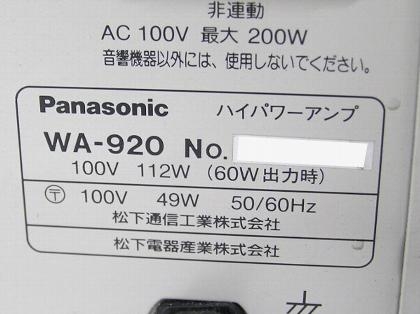 非連動
AC 100V 最大 200W
音響機器以外には、使用しないでください。
Panasonic ハイパワーアンプ
WA-920 No.
100V 112W (60W出力時)
〶 100V 49W 50/60Hz
松下通信工業株式会社
松下電器産業株式会社